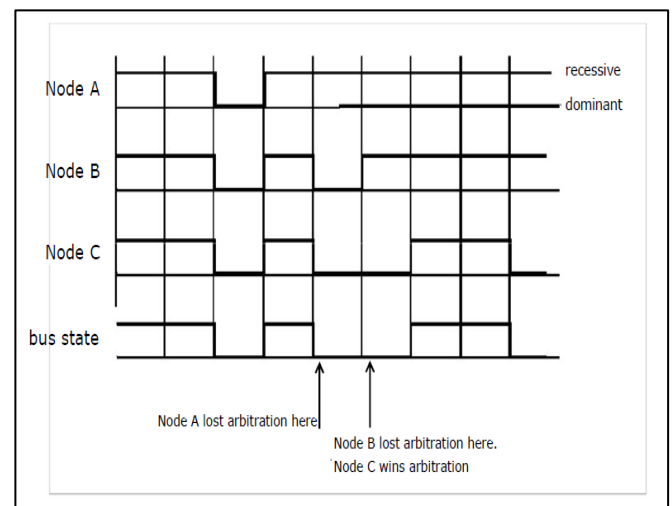 Node A
recessive
dominant
Node B
Node C
bus state
Node A lost arbitration here
Node B lost arbitration here.
Node C wins arbitration